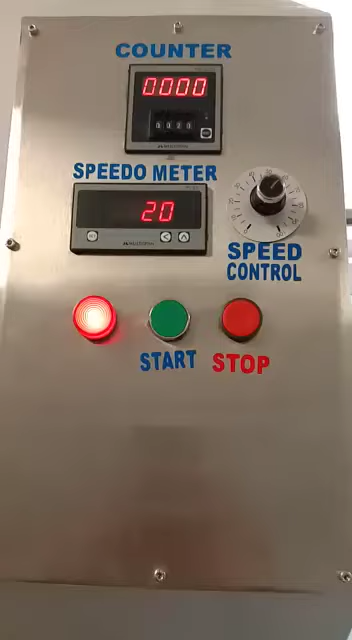 COUNTER
0000
SPEEDO METER
20
SPEED
CONTROL
START
STOP